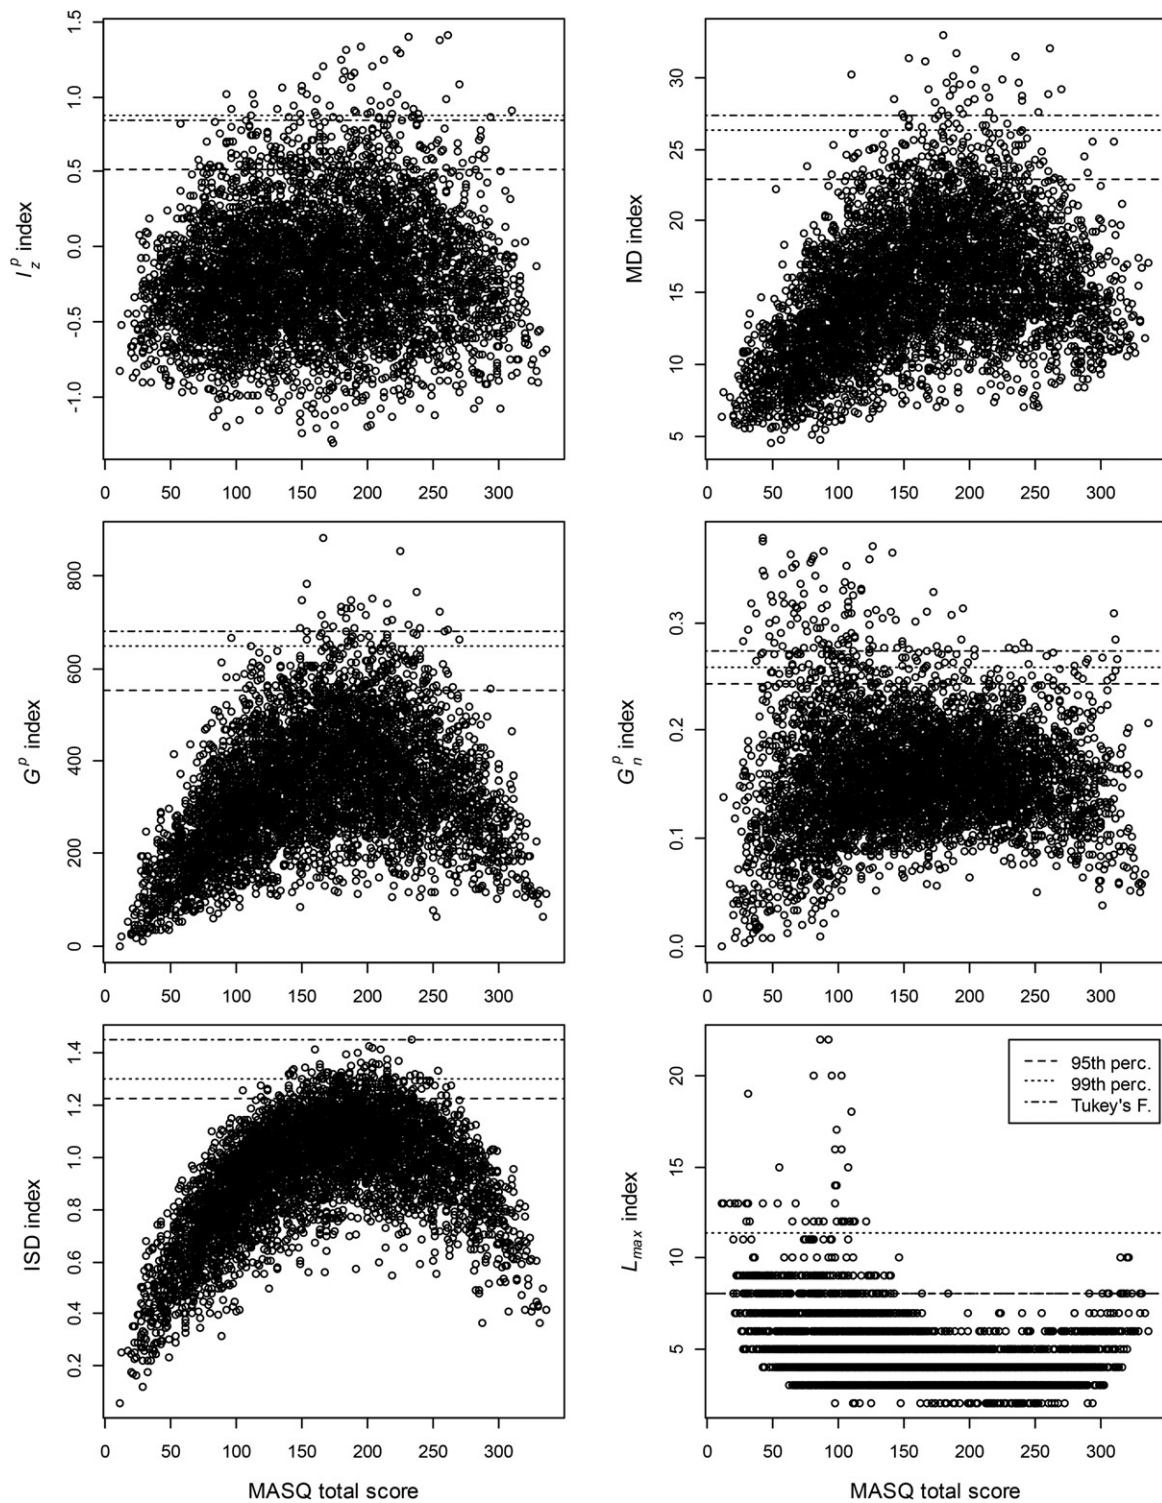 1.5
1.0
0.5
0.0
-0.5
-1.0
l z p index
0 50 100 150 200 250 300
30
25
20
15
10
5
MD index
0 50 100 150 200 250 300
800
600
400
200
0
G p index
0 50 100 150 200 250 300
0.3
0.2
0.1
0.0
G n p index
0 50 100 150 200 250 300
1.4
1.2
1.0
0.8
0.6
0.4
0.2
ISD index
0 50 100 150 200 250 300
MASQ total score
20
15
10
5
L max index
95th perc.
99th perc.
Tukey's F.
0 50 100 150 200 250 300
MASQ total score